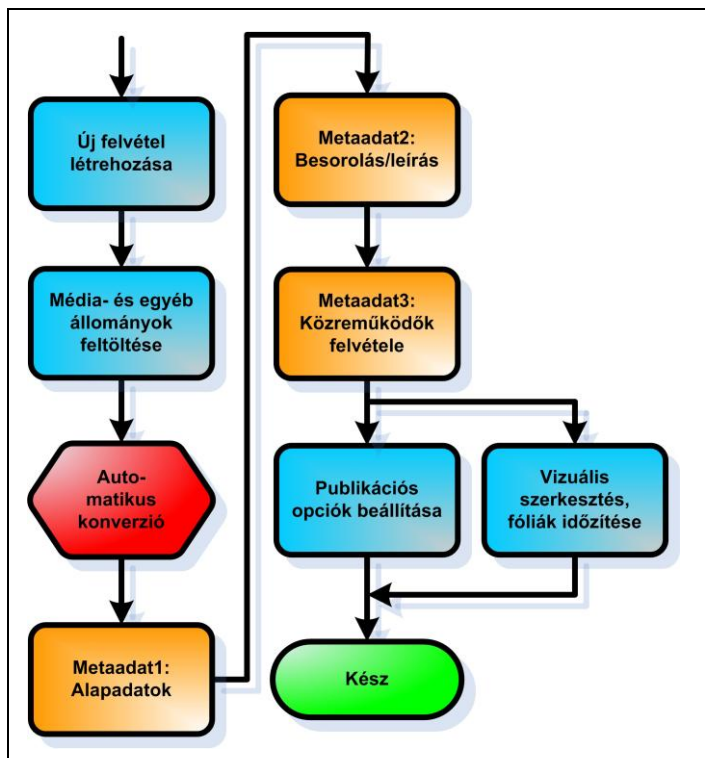 Új felvétel
létrehozása
Média- és egyéb
állományok
feltöltése
Auto-
matikus
konverzió
Metaadat1:
Alapadatok
Metaadat2:
Besorolás/leírás
Metaadat3:
Közreműködők
felvétele
Publikációs
opciók beállítása
Vizuális
szerkesztés,
fóliák időzítése
Kész